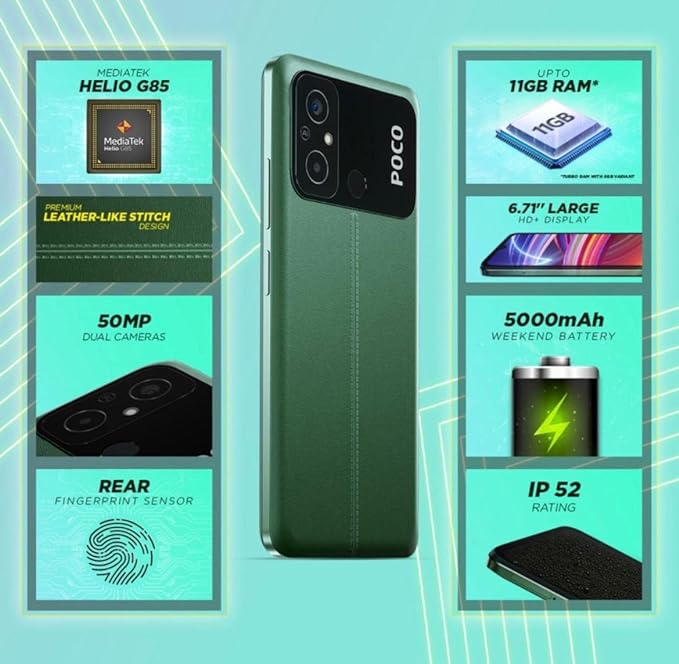 MEDIATEK
HELIO G85
MediaTek
Helio G85
PREMIUM
LEATHER-LIKE STITCH
DESIGN
50MP
DUAL CAMERAS
AI
REAR
FINGERPRINT SENSOR
POCO
UPTO
11GB RAM*
11GB
*TURBO RAM WITH 6GB VARIANT
6.71″ LARGE
HD+ DISPLAY
5000mAh
WEEKEND BATTERY
IP 52
RATING